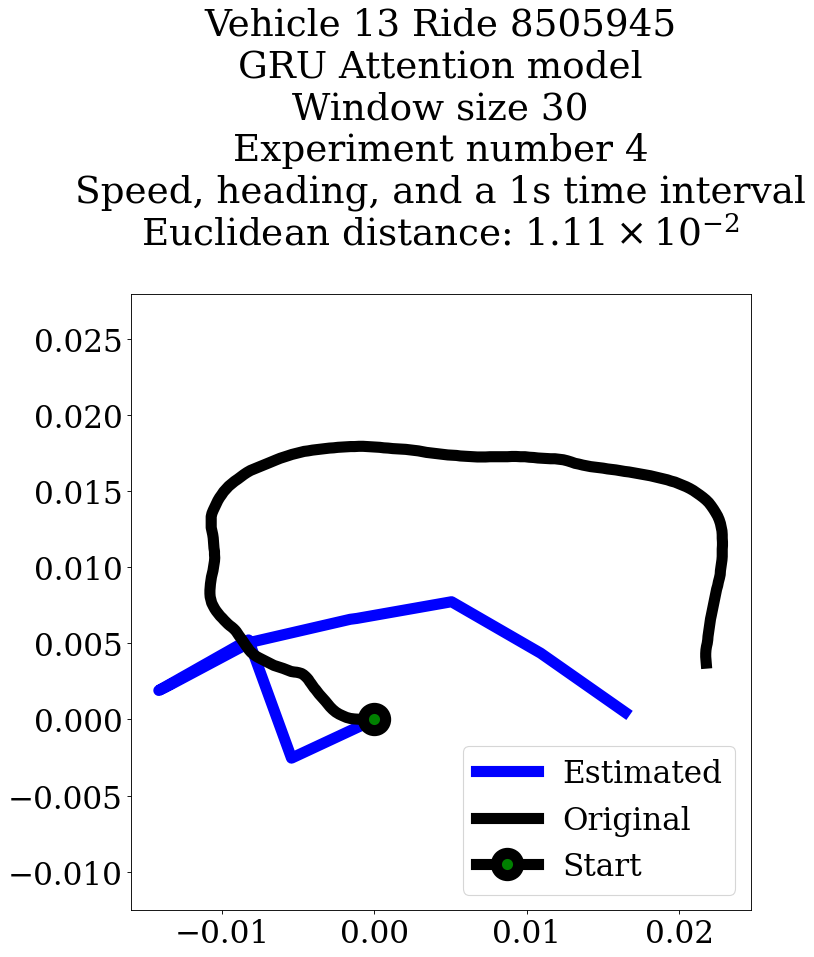 Vehicle 13 Ride 8505945
GRU Attention model
Window size 30
Experiment number 4
Speed, heading, and a 1s time interval
Euclidean distance: 1.11 × 10⁻²
0.025
0.020
0.015
0.010
0.005
0.000
−0.005
−0.010
−0.01 0.00 0.01 0.02
Estimated
Original
Start